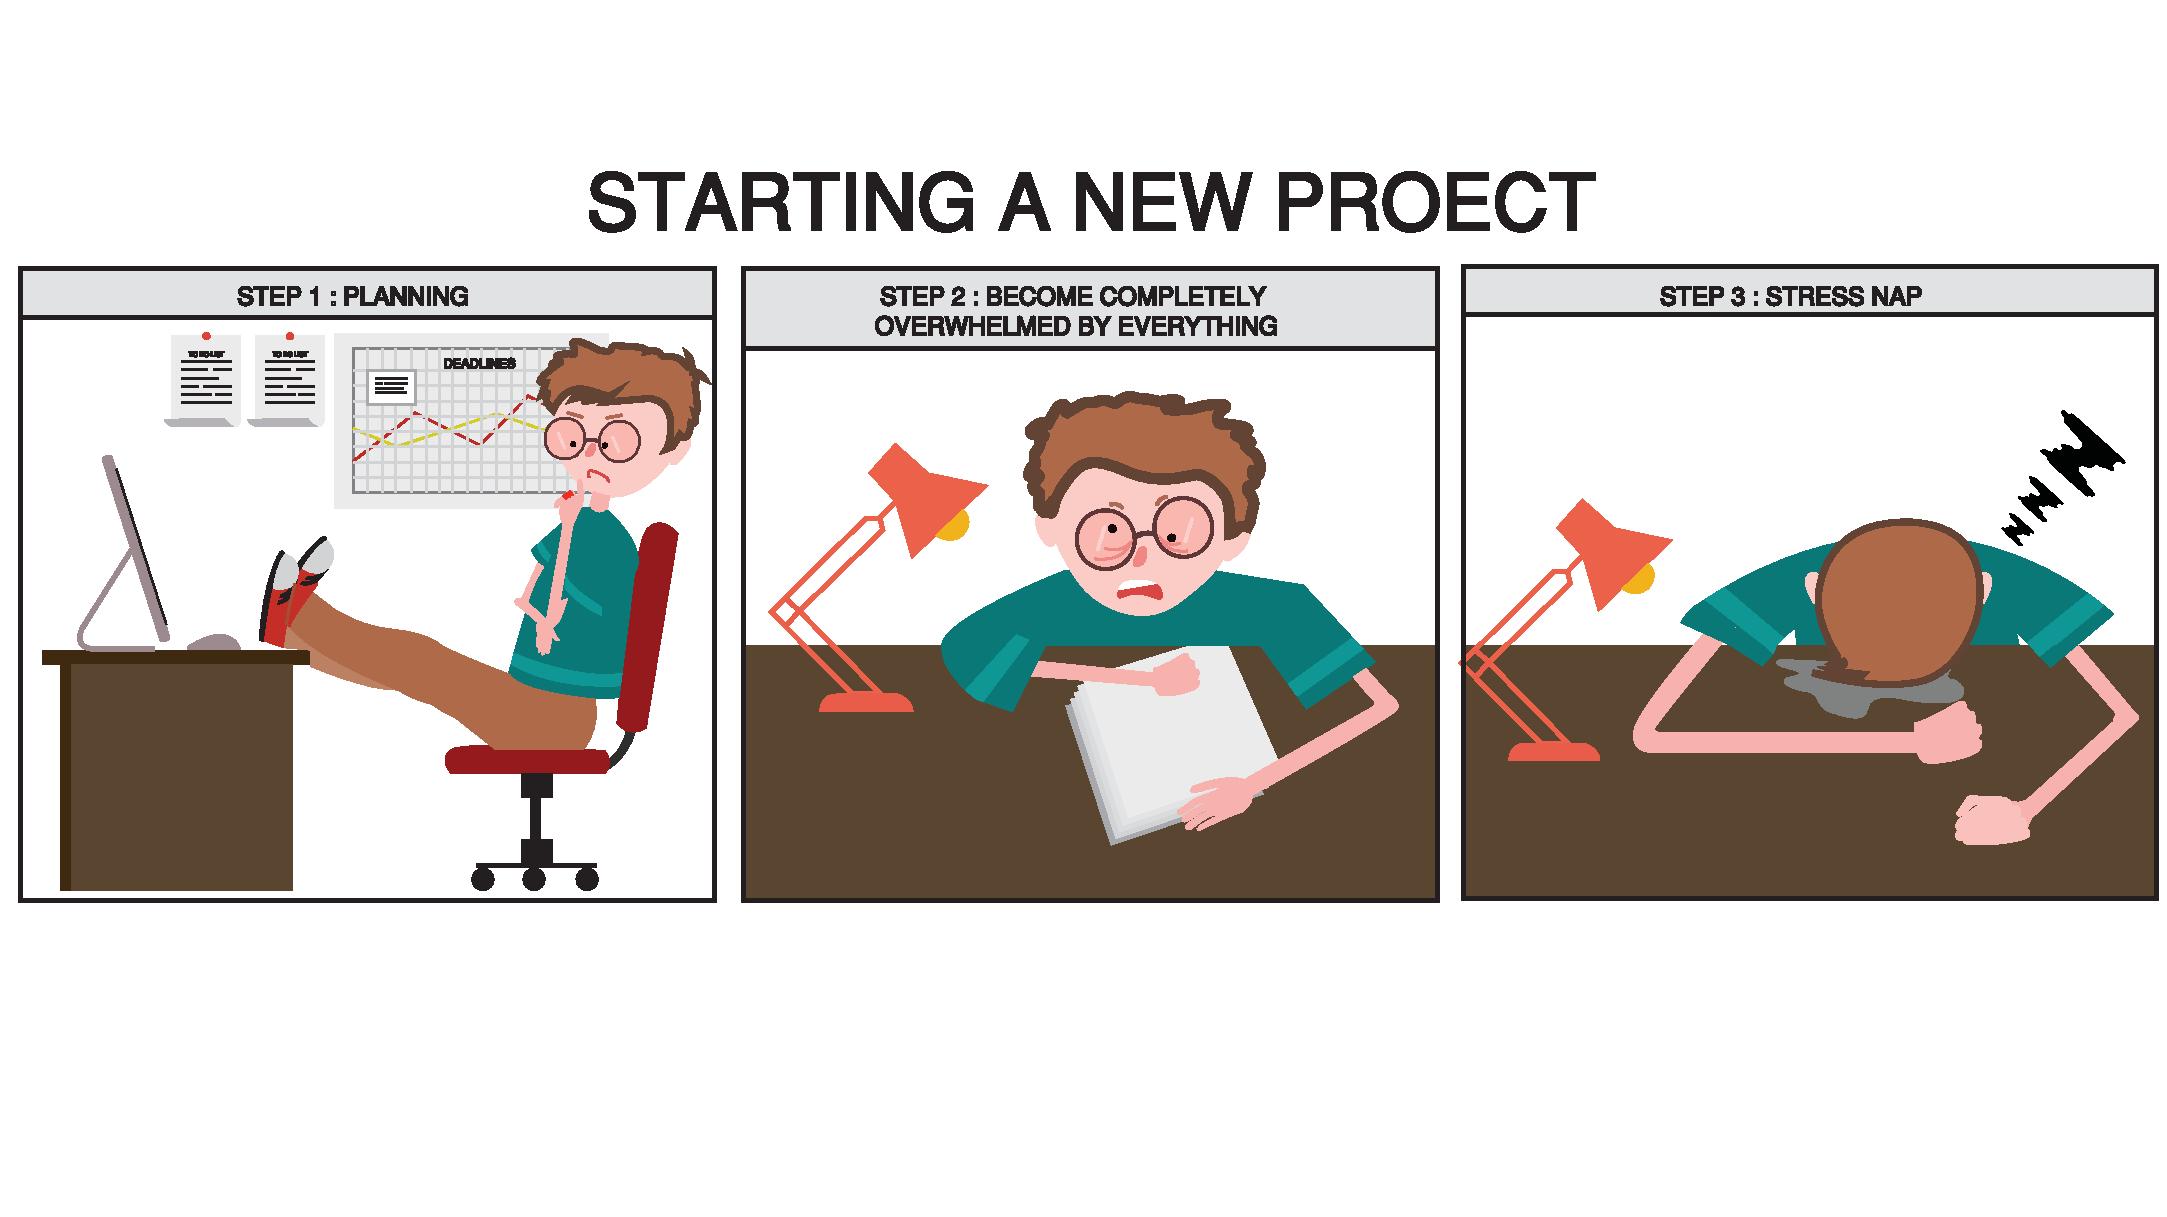 STARTING A NEW PROECT
STEP 1 : PLANNING
TO DO LIST
TO DO LIST
DEADLINES
STEP 2 : BECOME COMPLETELY
OVERWHELMED BY EVERYTHING
STEP 3 : STRESS NAP